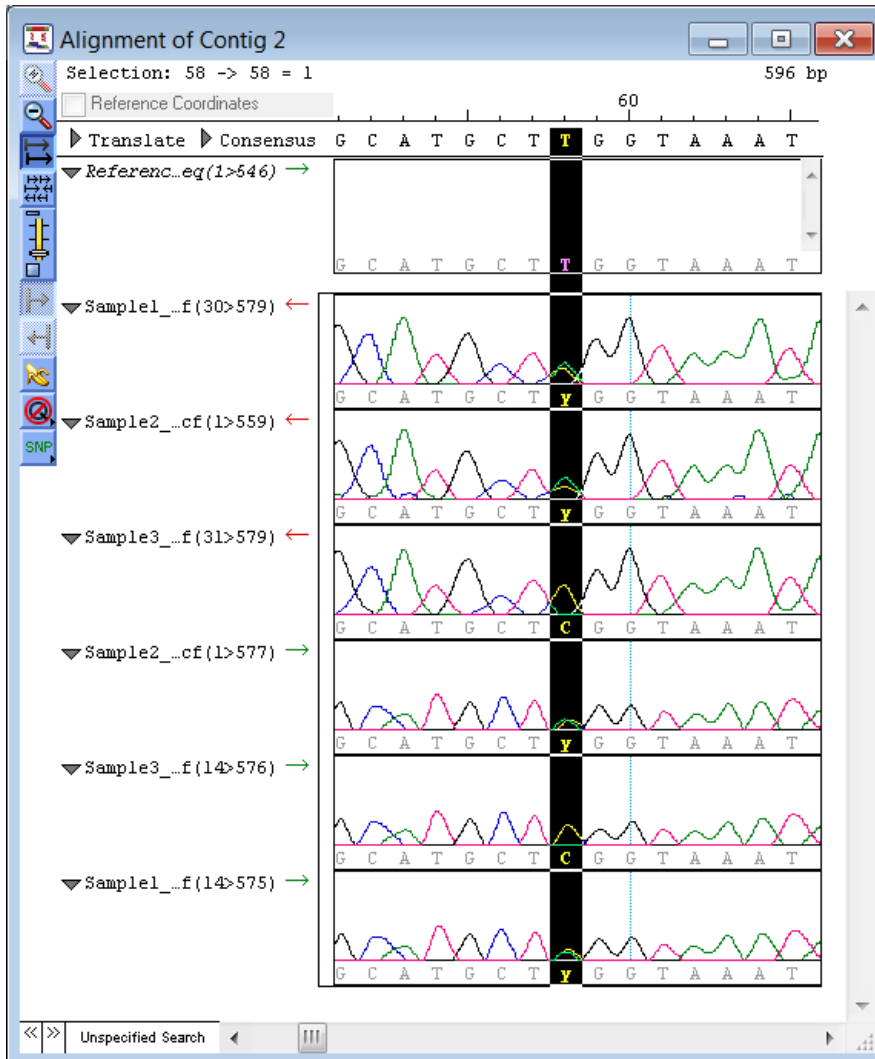 Alignment of Contig 2
Selection: 58 -> 58 = 1
596 bp
Reference Coordinates
60
Translate Consensus G C A T G C T T G G T A A A T
Referenc…eq(1>546) →
G C A T G C T T G G T A A A T
Sample1_…f(30>579) ←
G C A T G C T y G G T A A A T
Sample2_…cf(1>559) ←
G C A T G C T y G G T A A A T
Sample3_…f(31>579) ←
G C A T G C T C G G T A A A T
Sample2_…cf(1>577) →
G C A T G C T y G G T A A A T
Sample3_…f(14>576) →
G C A T G C T C G G T A A A T
Sample1_…f(14>575) →
G C A T G C T y G G T A A A T
SNP
Unspecified Search